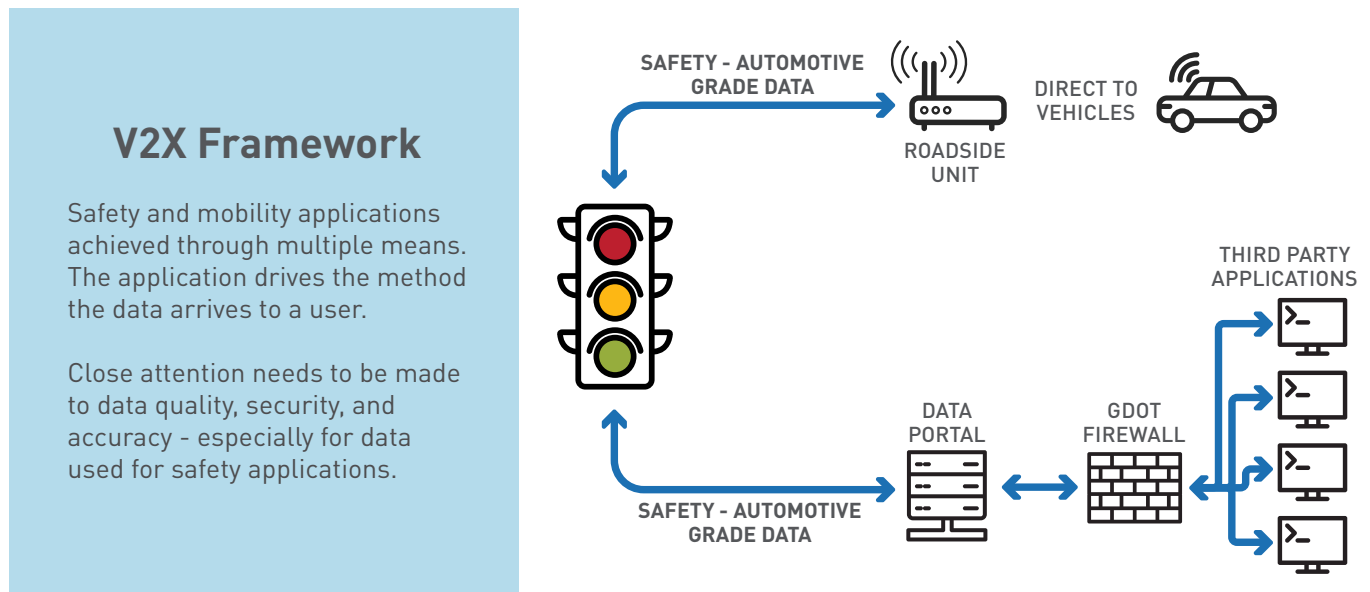 V2X Framework
Safety and mobility applications
achieved through multiple means.
The application drives the method
the data arrives to a user.
Close attention needs to be made
to data quality, security, and
accuracy - especially for data
used for safety applications.
SAFETY - AUTOMOTIVE
GRADE DATA
ROADSIDE
UNIT
DIRECT TO
VEHICLES
THIRD PARTY
APPLICATIONS
DATA
PORTAL
GDOT
FIREWALL
SAFETY - AUTOMOTIVE
GRADE DATA